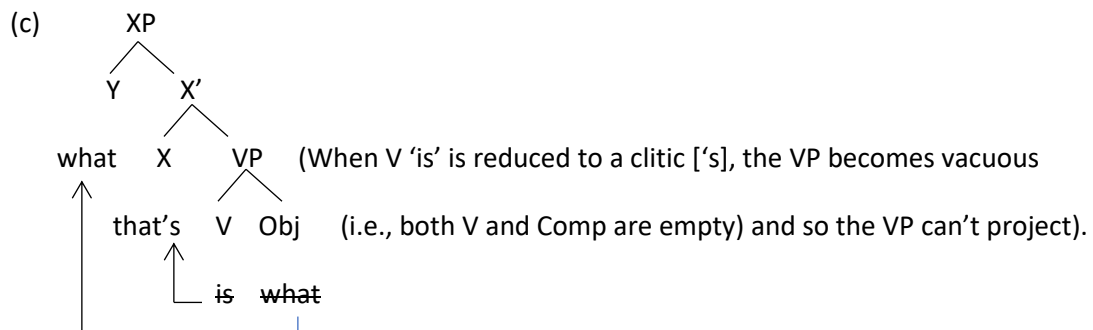 (c) XP
Y X’
what X VP (When V ‘is’ is reduced to a clitic [‘s], the VP becomes vacuous
that’s V Obj (i.e., both V and Comp are empty) and so the VP can’t project).
is what